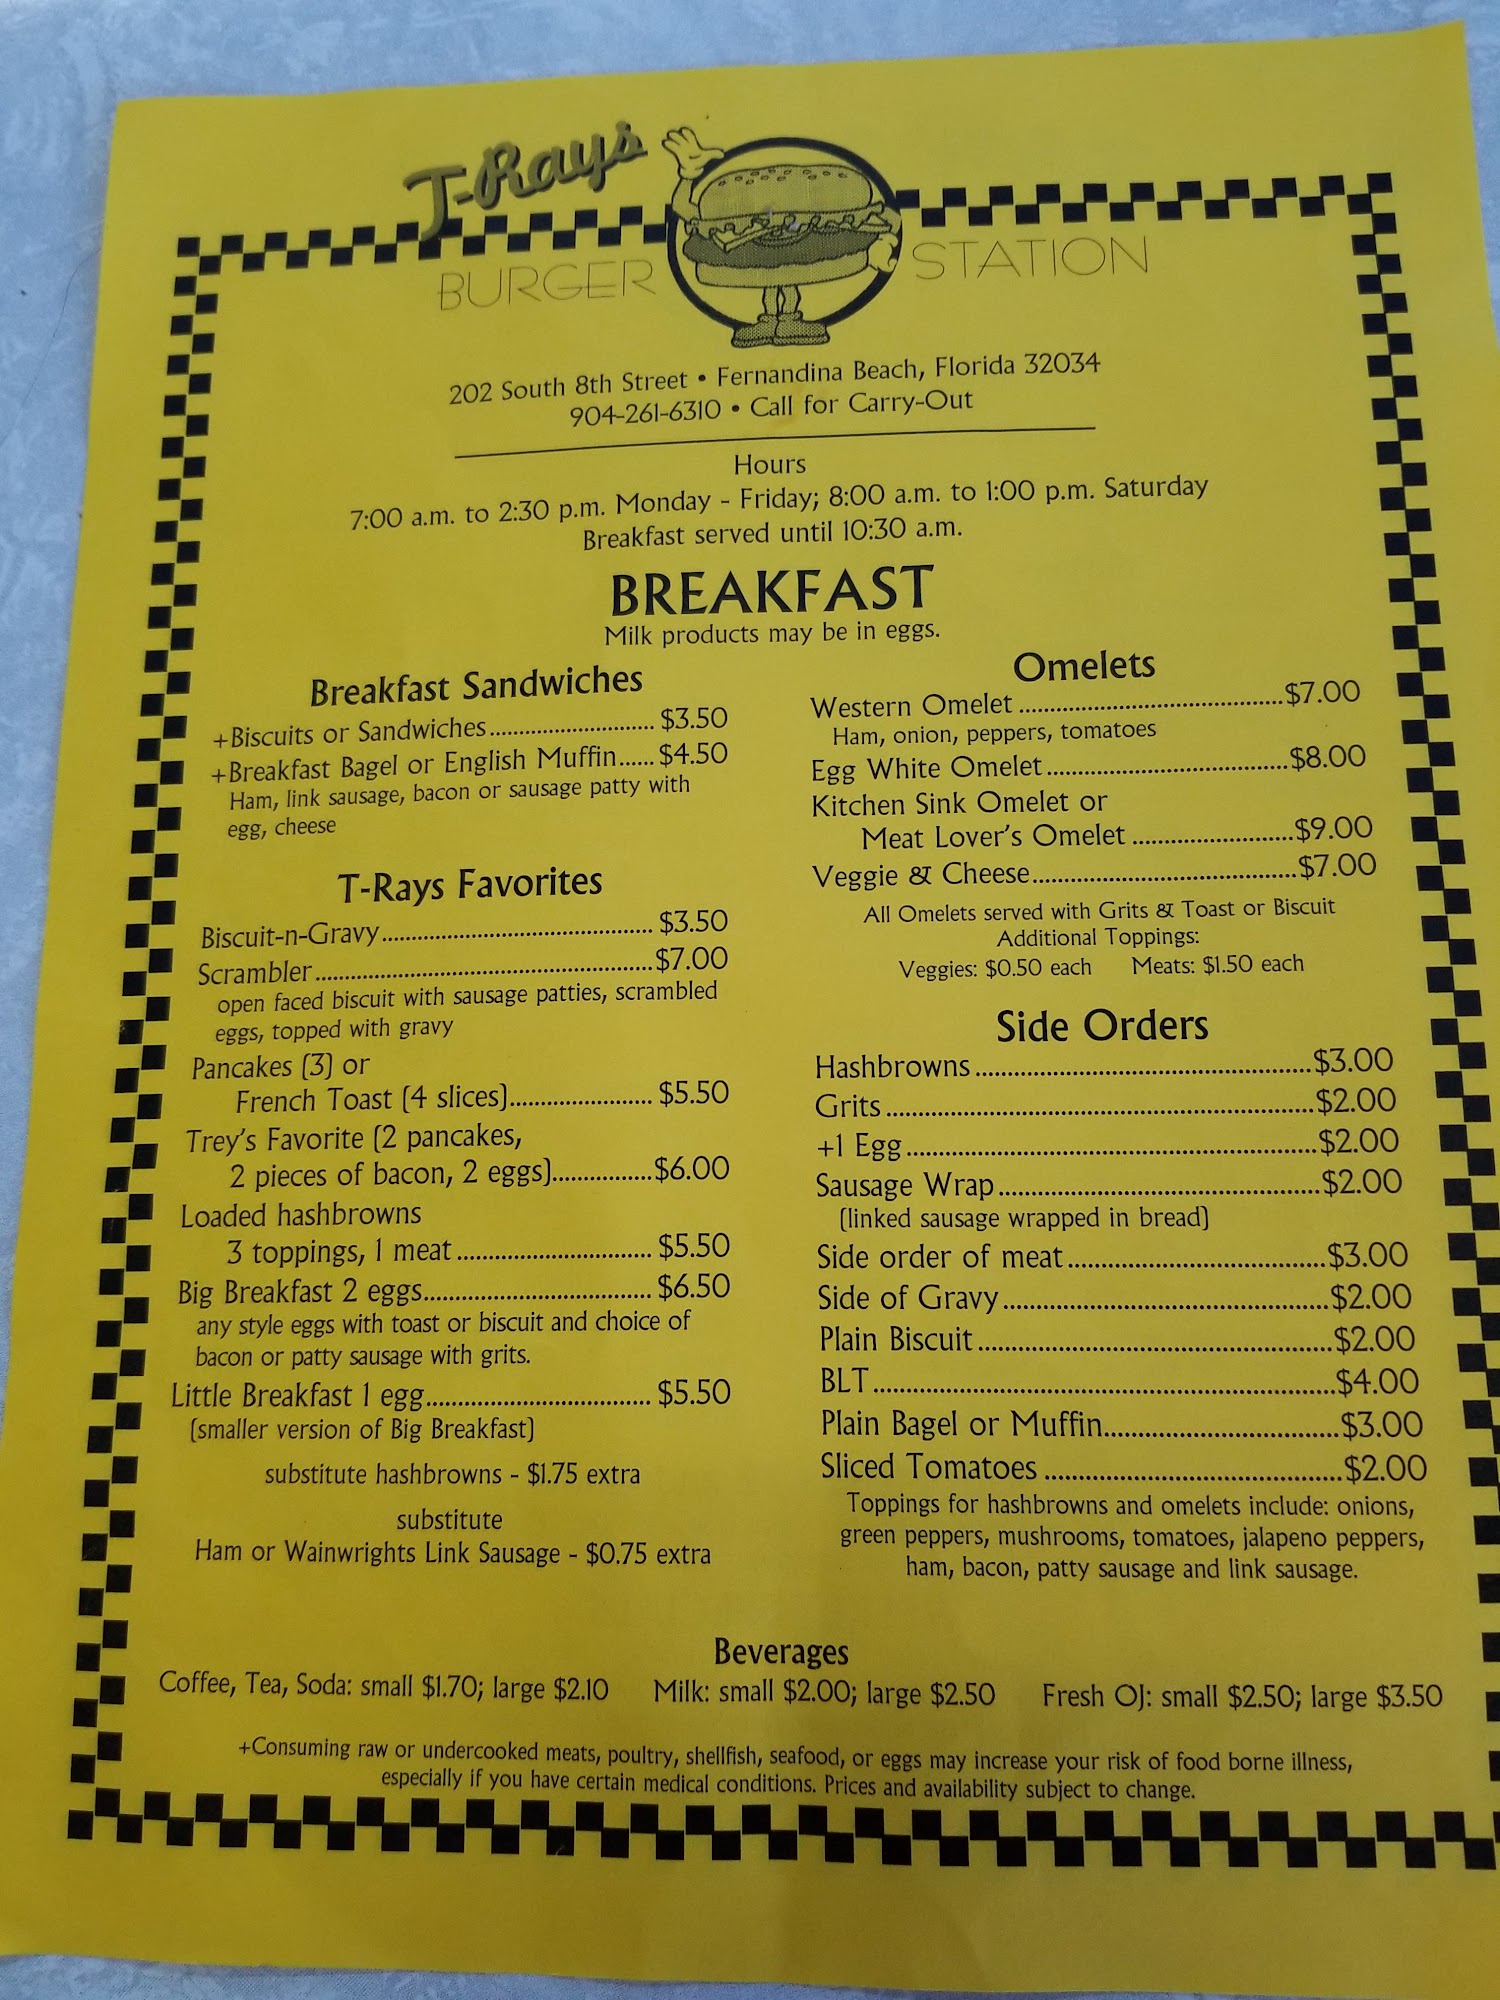 T-Rays
BURGER STATION
202 South 8th Street • Fernandina Beach, Florida 32034
904-261-6310 • Call for Carry-Out
Hours
7:00 a.m. to 2:30 p.m. Monday - Friday; 8:00 a.m. to 1:00 p.m. Saturday
Breakfast served until 10:30 a.m.
BREAKFAST
Milk products may be in eggs.
Breakfast Sandwiches
+Biscuits or Sandwiches.......................... $3.50
+Breakfast Bagel or English Muffin...... $4.50
Ham, link sausage, bacon or sausage patty with
egg, cheese
T-Rays Favorites
Biscuit-n-Gravy........................................... $3.50
Scrambler......................................................$7.00
open faced biscuit with sausage patties, scrambled
eggs, topped with gravy
Pancakes (3) or
French Toast (4 slices)....................... $5.50
Trey's Favorite (2 pancakes,
2 pieces of bacon, 2 eggs)................$6.00
Loaded hashbrowns
3 toppings, 1 meat............................... $5.50
Big Breakfast 2 eggs.................................... $6.50
any style eggs with toast or biscuit and choice of
bacon or patty sausage with grits.
Little Breakfast 1 egg................................... $5.50
(smaller version of Big Breakfast)
substitute hashbrowns - $1.75 extra
substitute
Ham or Wainwrights Link Sausage - $0.75 extra
Omelets
Western Omelet..........................................$7.00
Ham, onion, peppers, tomatoes
Egg White Omelet......................................$8.00
Kitchen Sink Omelet or
Meat Lover's Omelet.........................$9.00
Veggie & Cheese..........................................$7.00
All Omelets served with Grits & Toast or Biscuit
Additional Toppings:
Veggies: $0.50 each Meats: $1.50 each
Side Orders
Hashbrowns.....................................................$3.00
Grits....................................................................$2.00
+1 Egg.................................................................$2.00
Sausage Wrap...................................................$2.00
(linked sausage wrapped in bread)
Side order of meat.........................................$3.00
Side of Gravy....................................................$2.00
Plain Biscuit........................................................$2.00
BLT.........................................................................$4.00
Plain Bagel or Muffin.....................................$3.00
Sliced Tomatoes...............................................$2.00
Toppings for hashbrowns and omelets include: onions,
green peppers, mushrooms, tomatoes, jalapeno peppers,
ham, bacon, patty sausage and link sausage.
Beverages
Coffee, Tea, Soda: small $1.70; large $2.10 Milk: small $2.00; large $2.50 Fresh OJ: small $2.50; large $3.50
+Consuming raw or undercooked meats, poultry, shellfish, seafood, or eggs may increase your risk of food borne illness,
especially if you have certain medical conditions. Prices and availability subject to change.